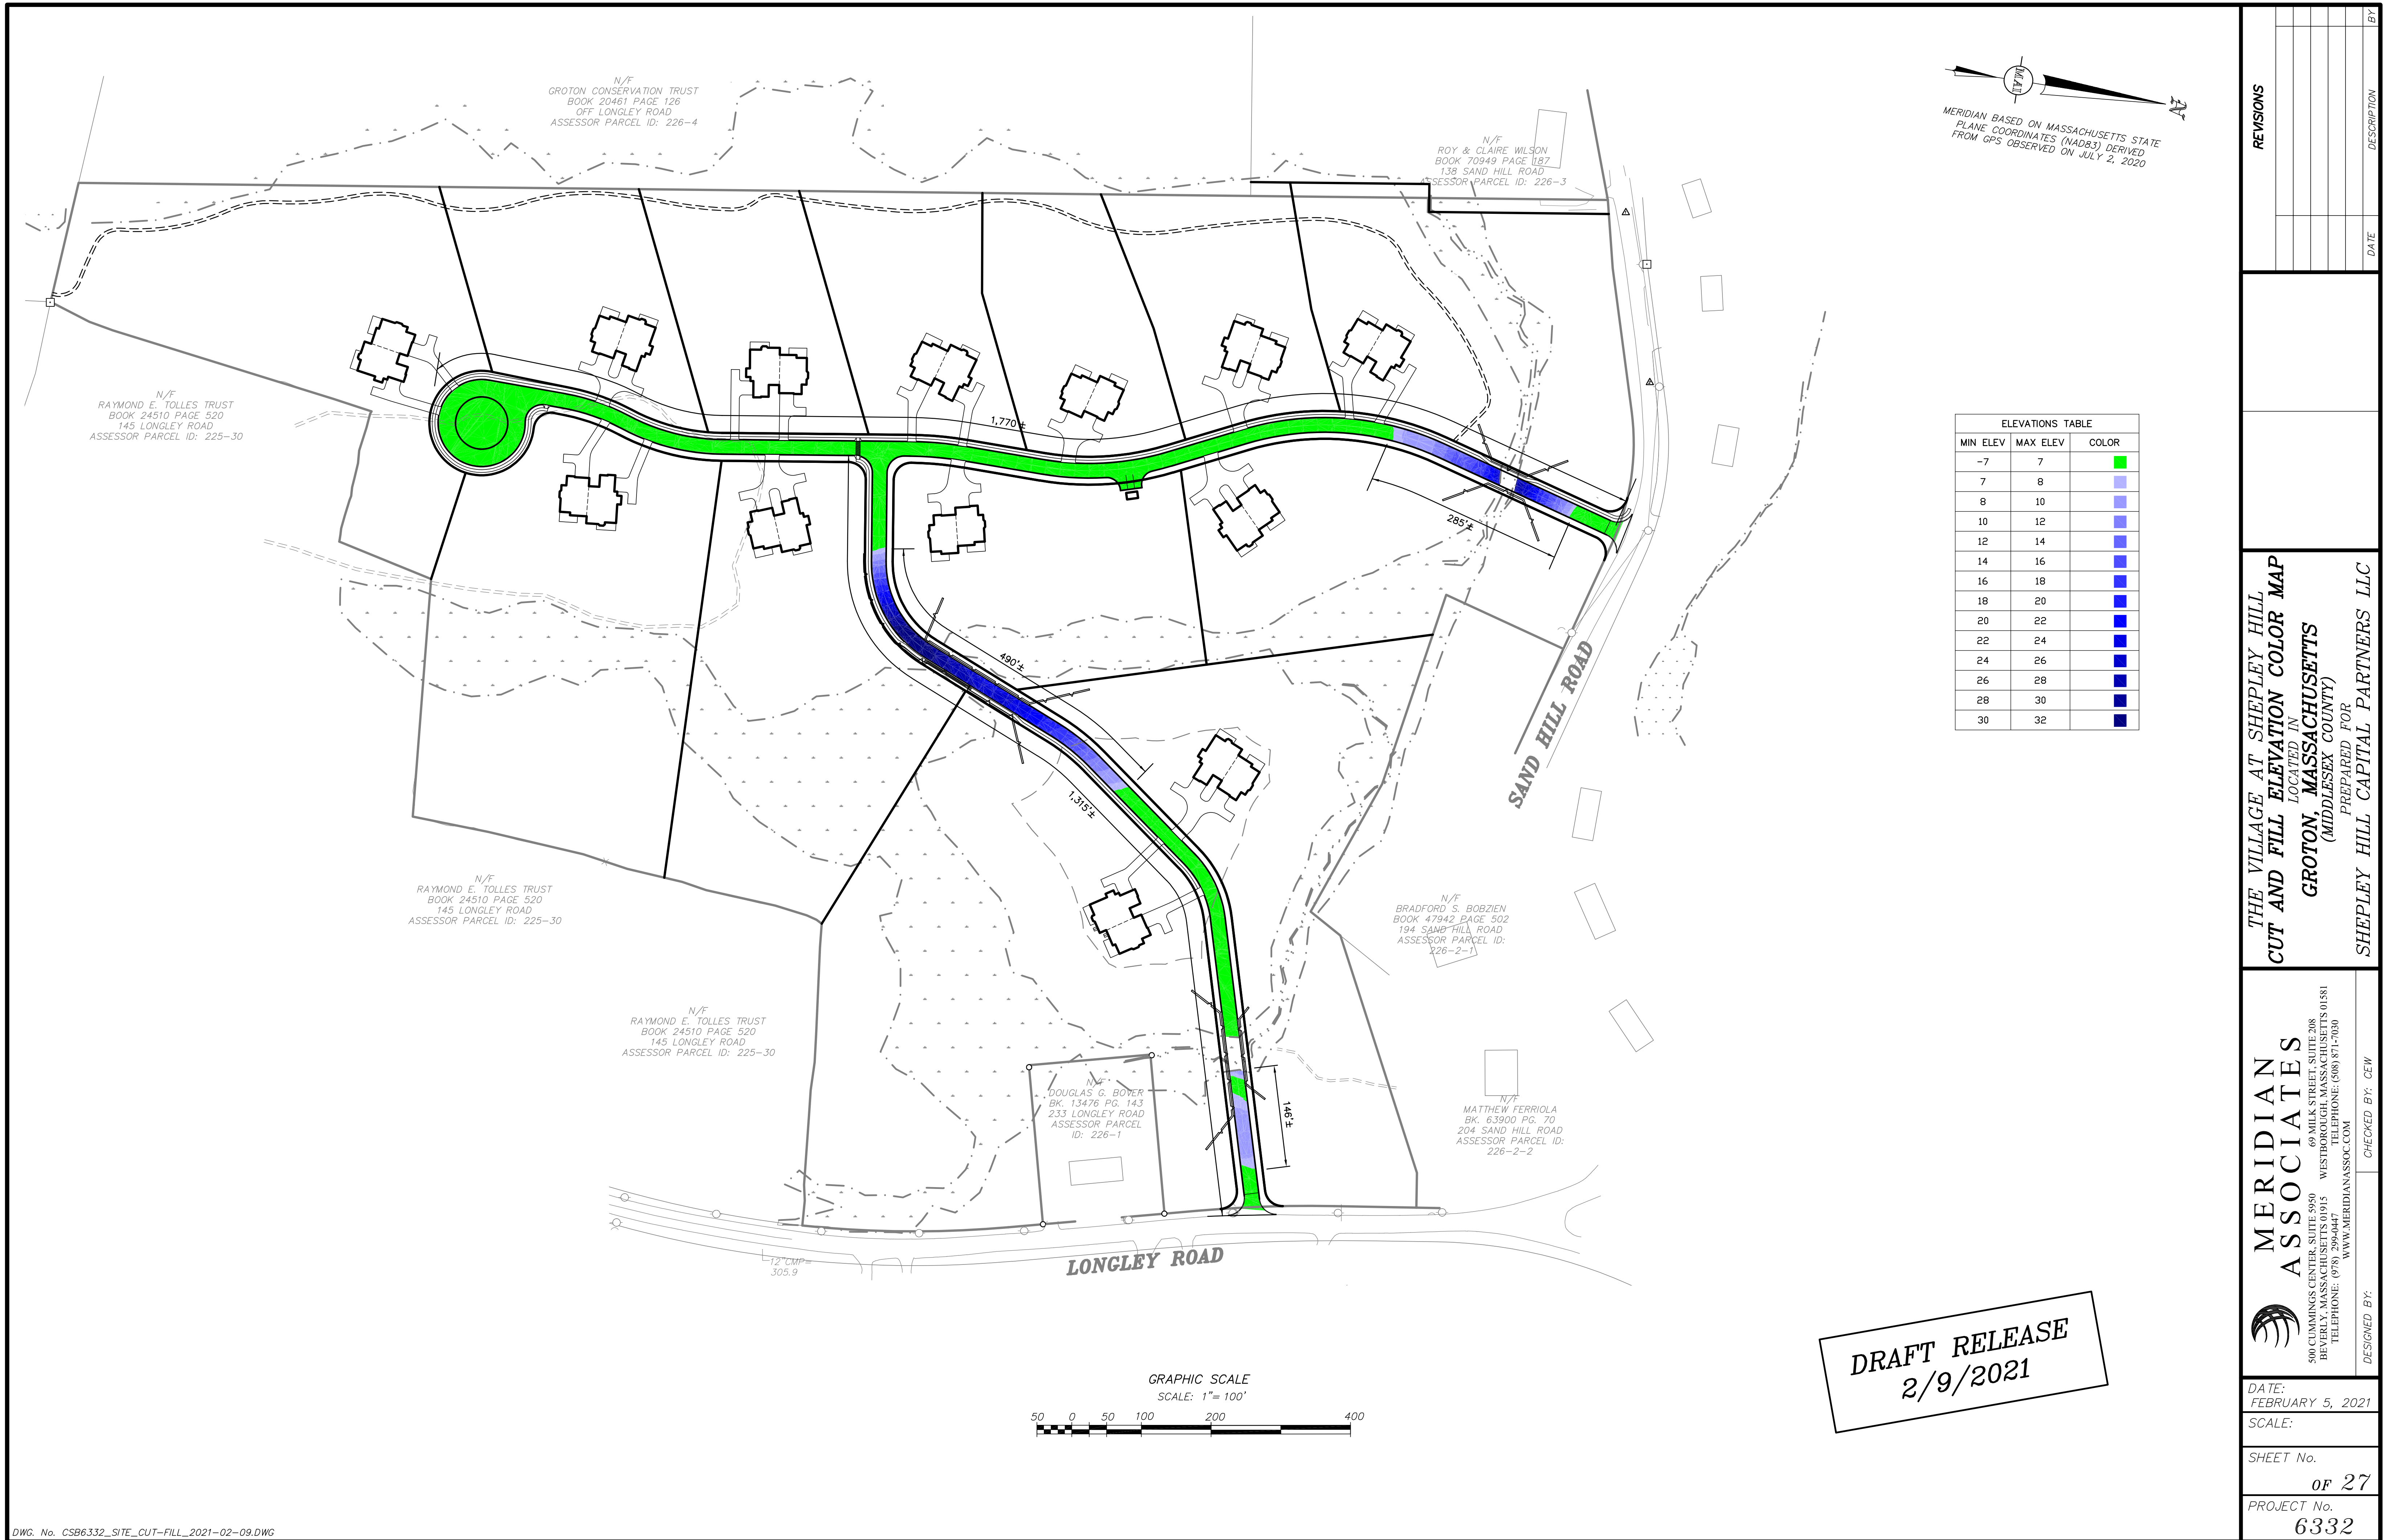 N/F
GROTON CONSERVATION TRUST
BOOK 20461 PAGE 126
OFF LONGLEY ROAD
ASSESSOR PARCEL ID: 226-4
N/F
ROY & CLAIRE WILSON
BOOK 70949 PAGE 187
138 SAND HILL ROAD
ASSESSOR PARCEL ID: 226-3
MAI
N
MERIDIAN BASED ON MASSACHUSETTS STATE
PLANE COORDINATES (NAD83) DERIVED
FROM GPS OBSERVED ON JULY 2, 2020
N/F
RAYMOND E. TOLLES TRUST
BOOK 24510 PAGE 520
145 LONGLEY ROAD
ASSESSOR PARCEL ID: 225-30
1,770'±
285'±
490'±
1,315'±
146'±
ELEVATIONS TABLE
MIN ELEV MAX ELEV COLOR
-7 7
7 8
8 10
10 12
12 14
14 16
16 18
18 20
20 22
22 24
24 26
26 28
28 30
30 32
SAND HILL ROAD
N/F
RAYMOND E. TOLLES TRUST
BOOK 24510 PAGE 520
145 LONGLEY ROAD
ASSESSOR PARCEL ID: 225-30
N/F
BRADFORD S. BOBZIEN
BOOK 47942 PAGE 502
194 SAND HILL ROAD
ASSESSOR PARCEL ID:
226-2-1
N/F
RAYMOND E. TOLLES TRUST
BOOK 24510 PAGE 520
145 LONGLEY ROAD
ASSESSOR PARCEL ID: 225-30
N/F
DOUGLAS G. BOVER
BK. 13476 PG. 143
233 LONGLEY ROAD
ASSESSOR PARCEL
ID: 226-1
N/F
MATTHEW FERRIOLA
BK. 63900 PG. 70
204 SAND HILL ROAD
ASSESSOR PARCEL ID:
226-2-2
12"CMP=
305.9
LONGLEY ROAD
GRAPHIC SCALE
SCALE: 1"= 100'
50 0 50 100 200 400
DRAFT RELEASE
2/9/2021
DWG. No. CSB6332_SITE_CUT-FILL_2021-02-09.DWG
REVISIONS
DATE DESCRIPTION BY
THE VILLAGE AT SHEPLEY HILL
CUT AND FILL ELEVATION COLOR MAP
LOCATED IN
GROTON, MASSACHUSETTS
(MIDDLESEX COUNTY)
PREPARED FOR
SHEPLEY HILL CAPITAL PARTNERS LLC
MERIDIAN
ASSOCIATES
500 CUMMINGS CENTER, SUITE 5950 69 MILK STREET, SUITE 208
BEVERLY, MASSACHUSETTS 01915 WESTBOROUGH, MASSACHUSETTS 01581
TELEPHONE: (978) 299-0447 TELEPHONE: (508) 871-7030
WWW.MERIDIANASSOC.COM
DESIGNED BY: CHECKED BY: CEW
DATE:
FEBRUARY 5, 2021
SCALE:
SHEET No.
OF 27
PROJECT No.
6332